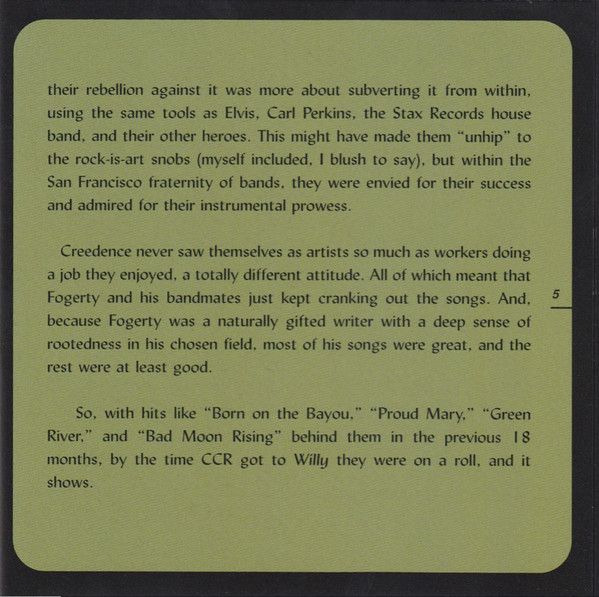 their rebellion against it was more about subverting it from within,
using the same tools as Elvis, Carl Perkins, the Stax Records house
band, and their other heroes. This might have made them “unhip” to
the rock-is-art snobs (myself included, I blush to say), but within the
San Francisco fraternity of bands, they were envied for their success
and admired for their instrumental prowess.
Creedence never saw themselves as artists so much as workers doing
a job they enjoyed, a totally different attitude. All of which meant that
Fogerty and his bandmates just kept cranking out the songs. And,
because Fogerty was a naturally gifted writer with a deep sense of
rootedness in his chosen field, most of his songs were great, and the
rest were at least good.
So, with hits like “Born on the Bayou,” “Proud Mary,” “Green
River,” and “Bad Moon Rising” behind them in the previous 18
months, by the time CCR got to Willy they were on a roll, and it
shows.
5